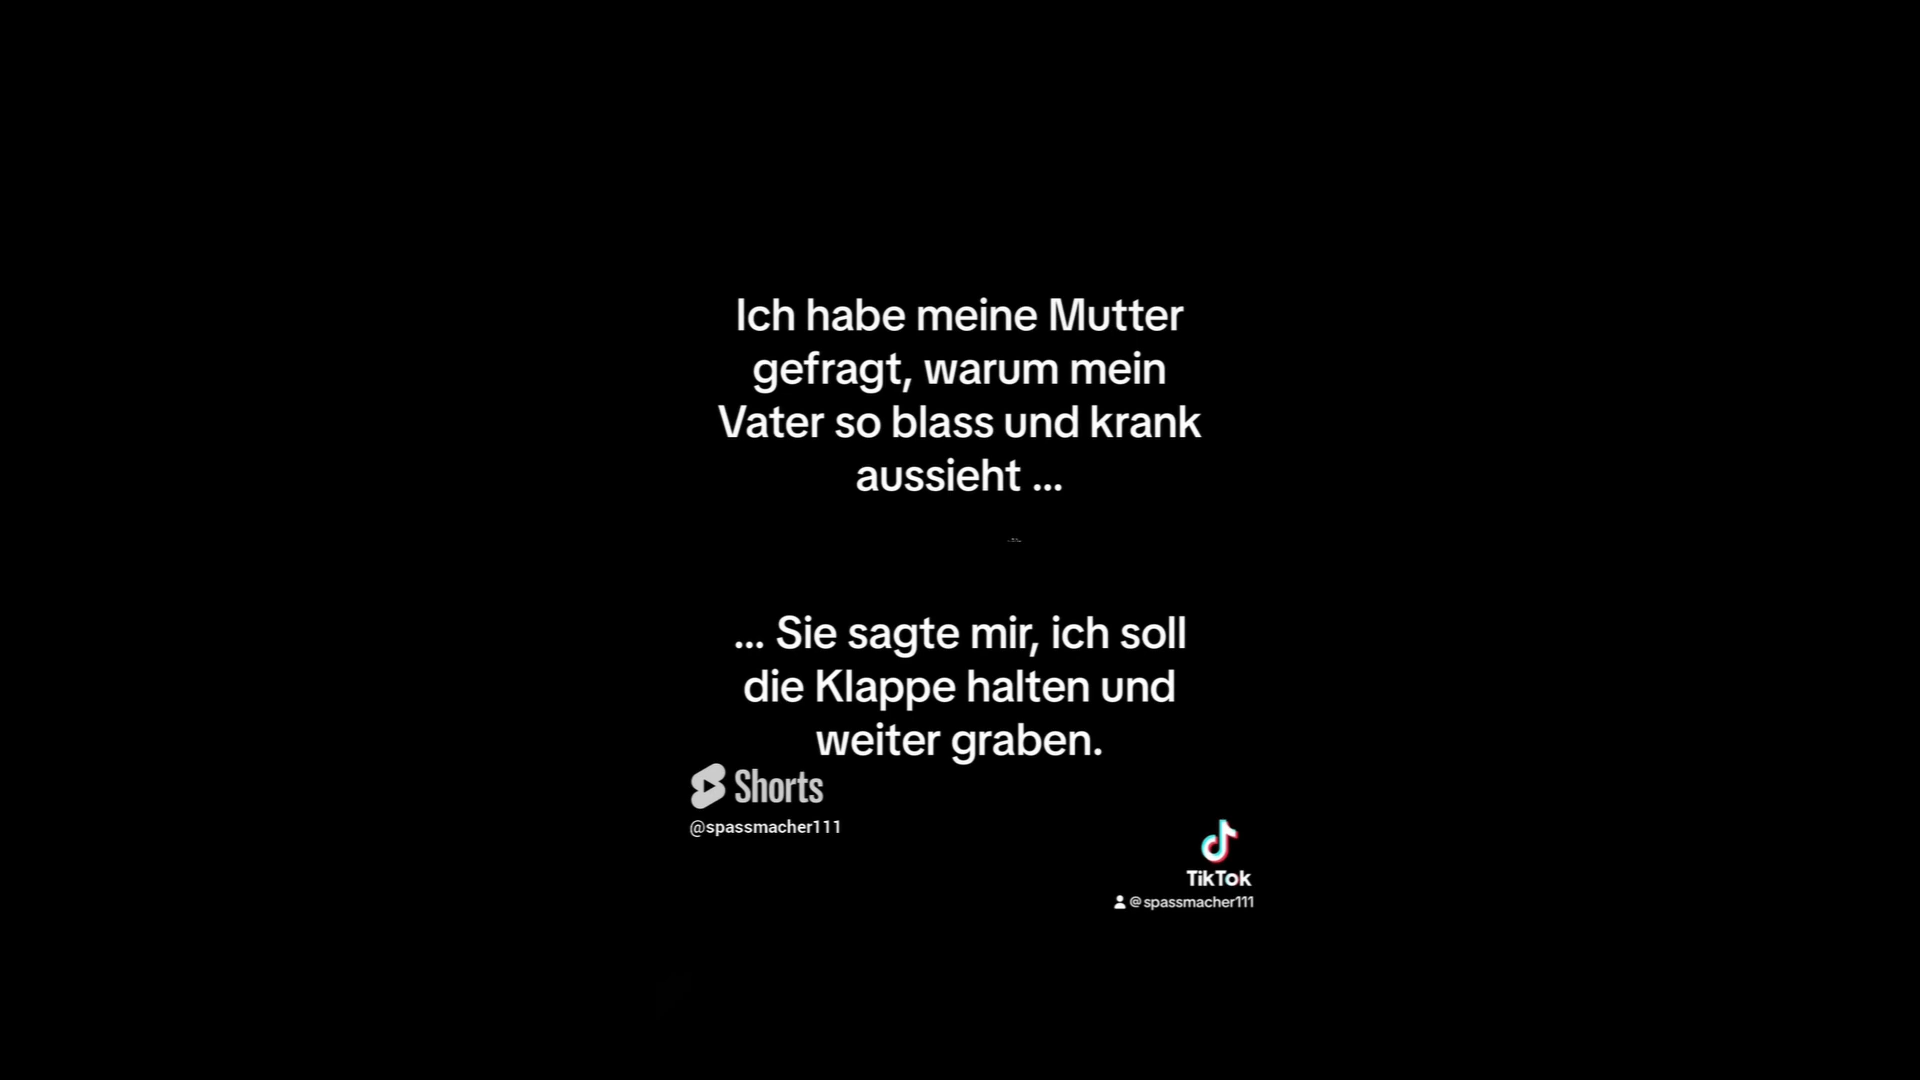 Ich habe meine Mutter
gefragt, warum mein
Vater so blass und krank
aussieht ...
... Sie sagte mir, ich soll
die Klappe halten und
weiter graben.
Shorts
@spassmacher111
TikTok
@spassmacher111